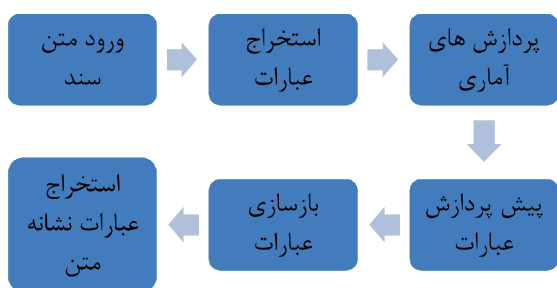 ورود متن
سند
استخراج
عبارات
پردازش های
آماری
پیش پردازش
عبارات
بازسازی
عبارات
استخراج
عبارات نشانه
متن